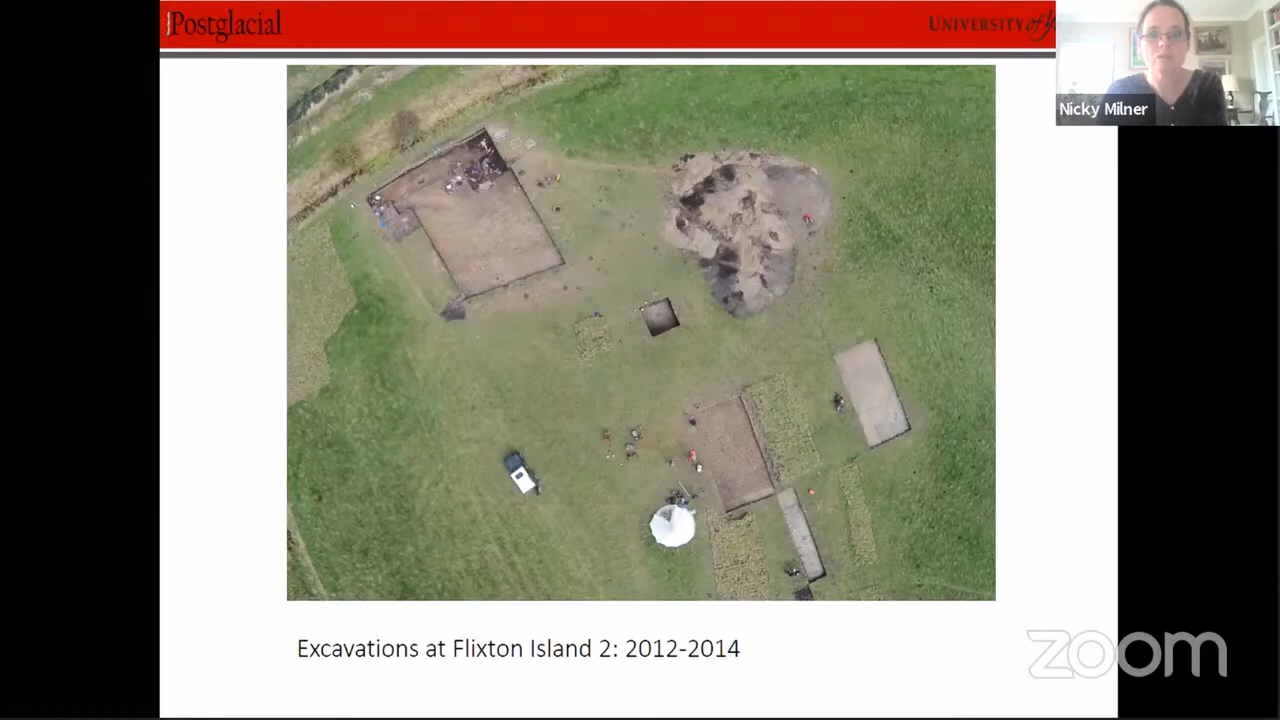 Postglacial
UNIVERSITY of
Nicky Milner
Excavations at Flixton Island 2: 2012-2014
zoom